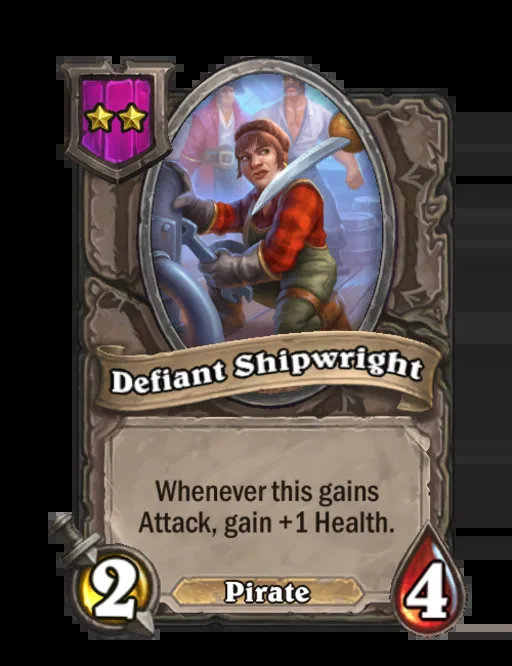 Defiant Shipwright
Whenever this gains
Attack, gain +1 Health.
2
Pirate
4